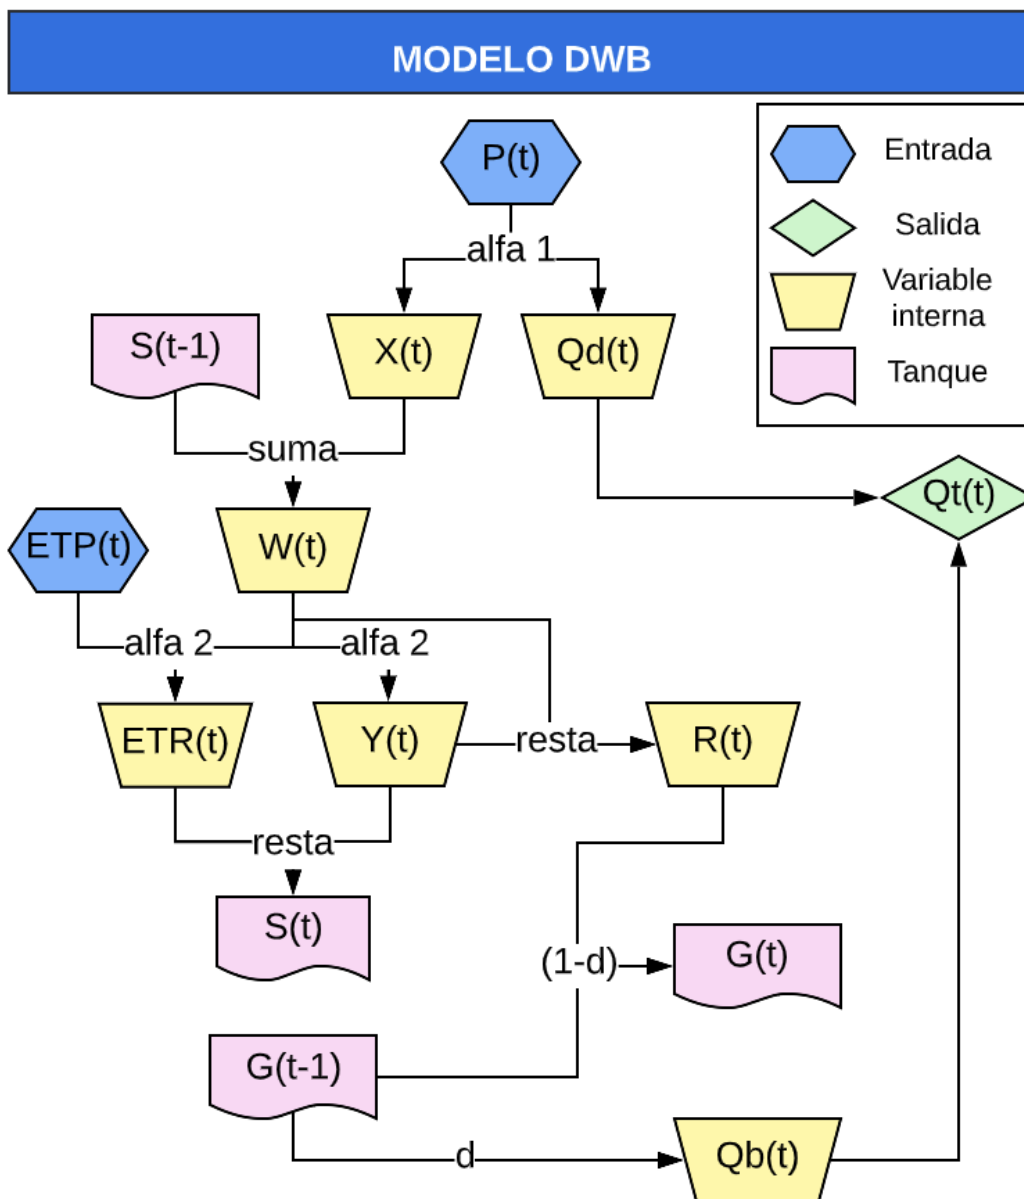 MODELO DWB
P(t)
Entrada
Salida
Variable
interna
Tanque
alfa 1
S(t-1)
X(t)
Qd(t)
suma
Qt(t)
ETP(t)
W(t)
alfa 2
alfa 2
ETR(t)
Y(t)
resta
R(t)
resta
S(t)
(1-d)
G(t)
G(t-1)
d
Qb(t)